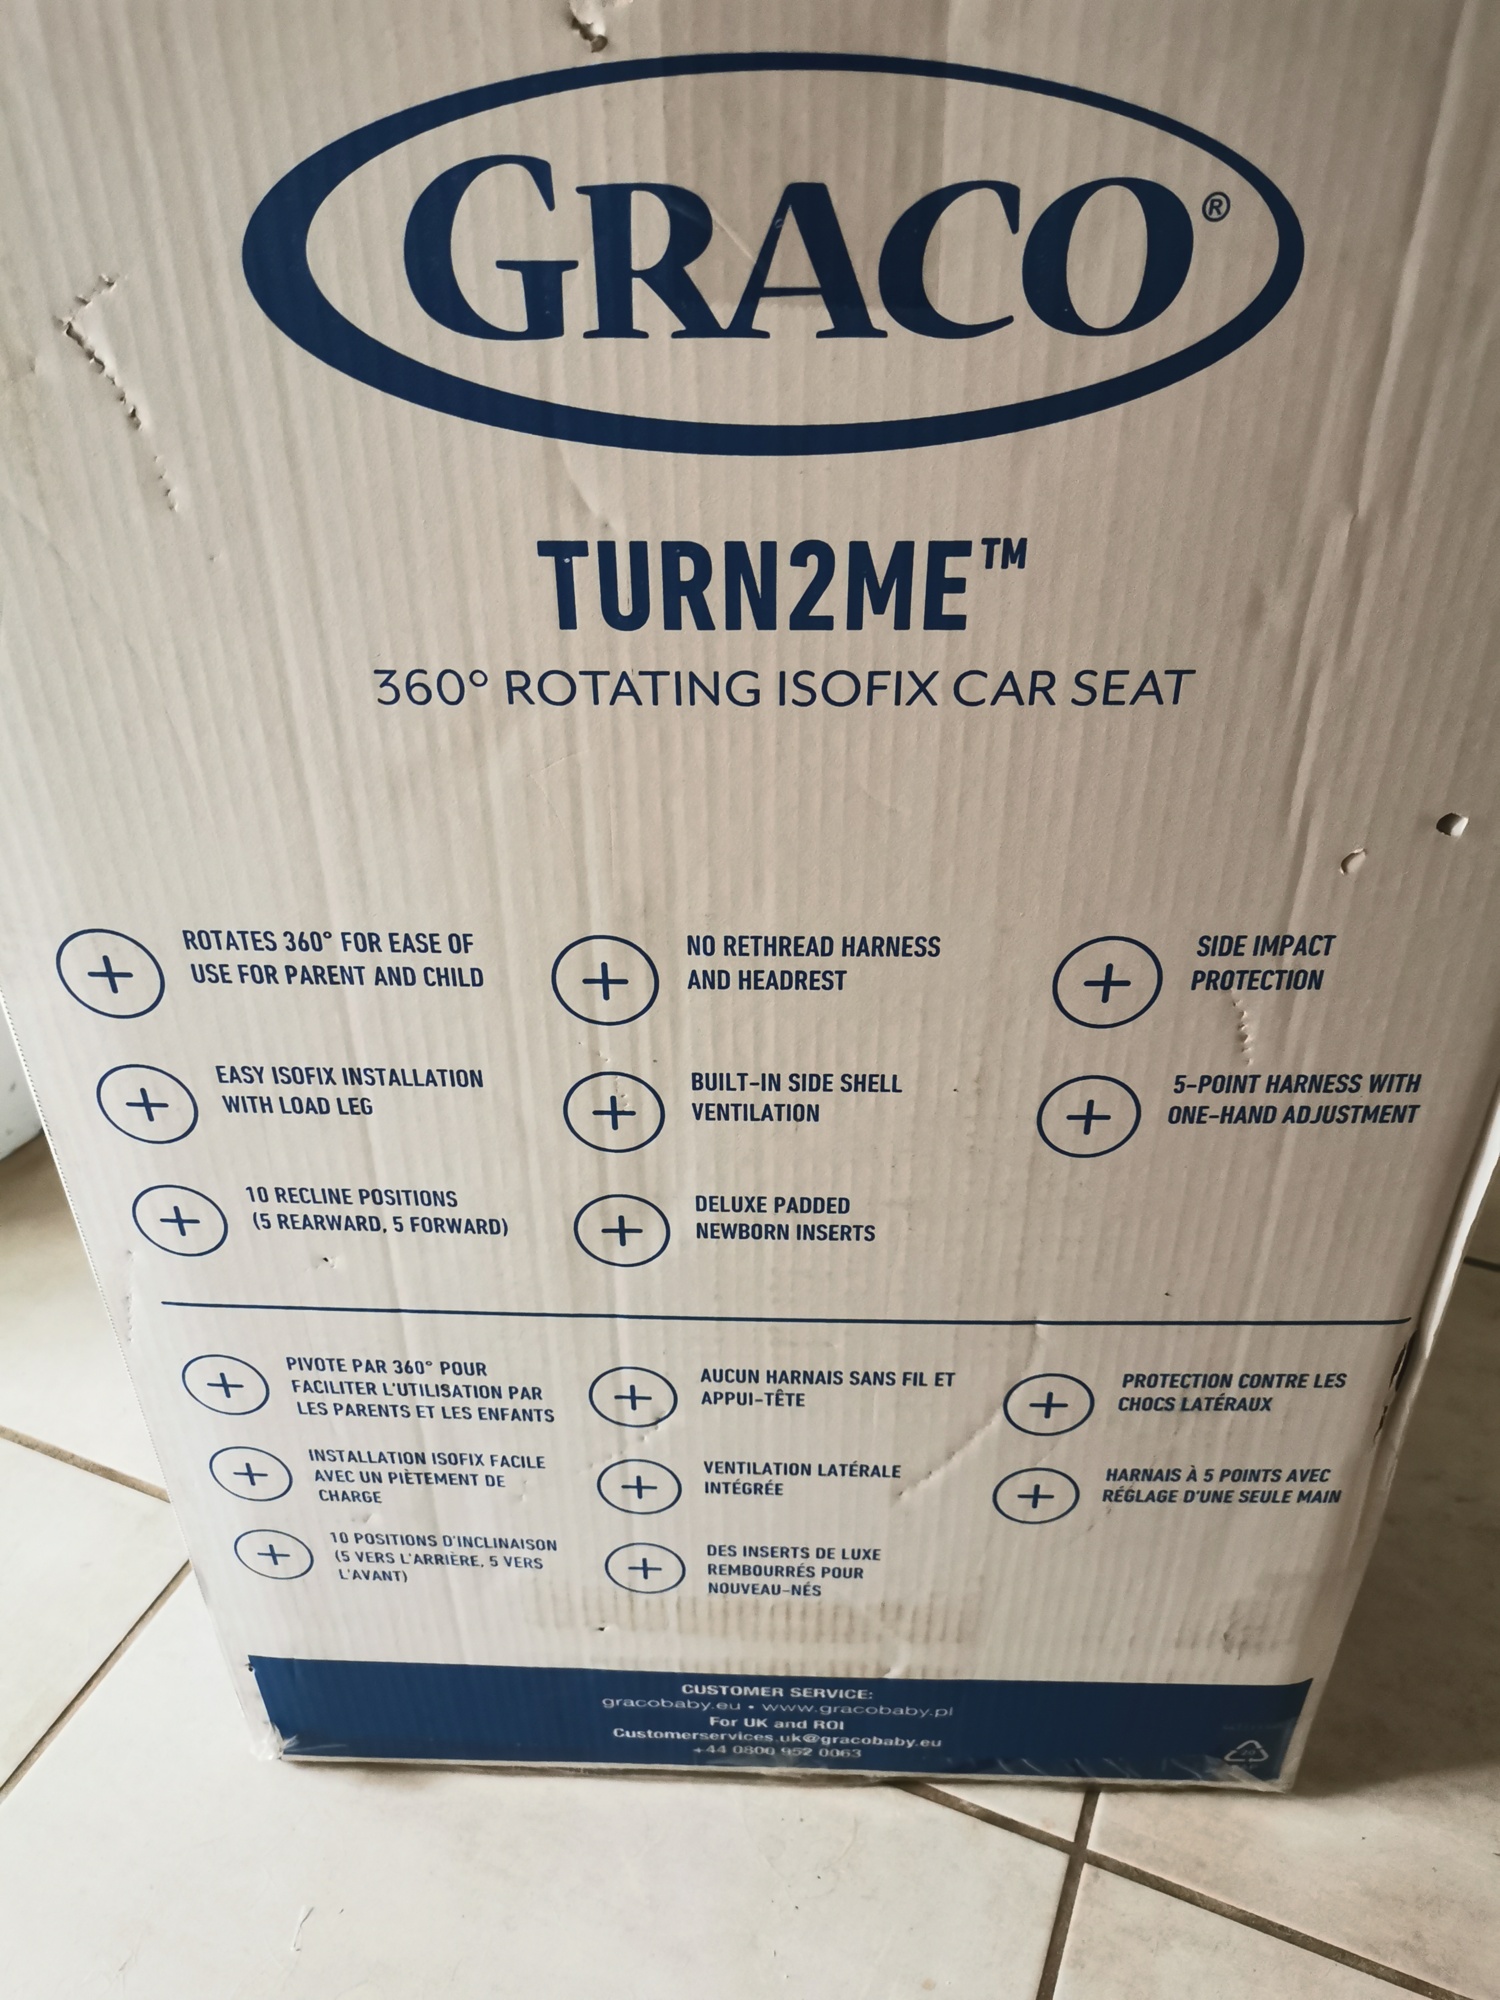 GRACO®
TURN2ME™
360° ROTATING ISOFIX CAR SEAT
ROTATES 360° FOR EASE OF
USE FOR PARENT AND CHILD
NO RETHREAD HARNESS
AND HEADREST
SIDE IMPACT
PROTECTION
EASY ISOFIX INSTALLATION
WITH LOAD LEG
BUILT-IN SIDE SHELL
VENTILATION
5-POINT HARNESS WITH
ONE-HAND ADJUSTMENT
10 RECLINE POSITIONS
(5 REARWARD, 5 FORWARD)
DELUXE PADDED
NEWBORN INSERTS
PIVOTE PAR 360° POUR
FACILITER L'UTILISATION PAR
LES PARENTS ET LES ENFANTS
AUCUN HARNAIS SANS FIL ET
APPUI-TÊTE
PROTECTION CONTRE LES
CHOCS LATÉRAUX
INSTALLATION ISOFIX FACILE
AVEC UN PIÈTEMENT DE
CHARGE
VENTILATION LATÉRALE
INTÉGRÉE
HARNAIS À 5 POINTS AVEC
RÉGLAGE D'UNE SEULE MAIN
10 POSITIONS D'INCLINAISON
(5 VERS L'ARRIÈRE, 5 VERS
L'AVANT)
DES INSERTS DE LUXE
REMBOURRÉS POUR
NOUVEAU-NÉS
CUSTOMER SERVICE:
gracobaby.eu • www.gracobaby.pl
For UK and ROI
Customerservices.uk@gracobaby.eu
+44 0800 952 0063